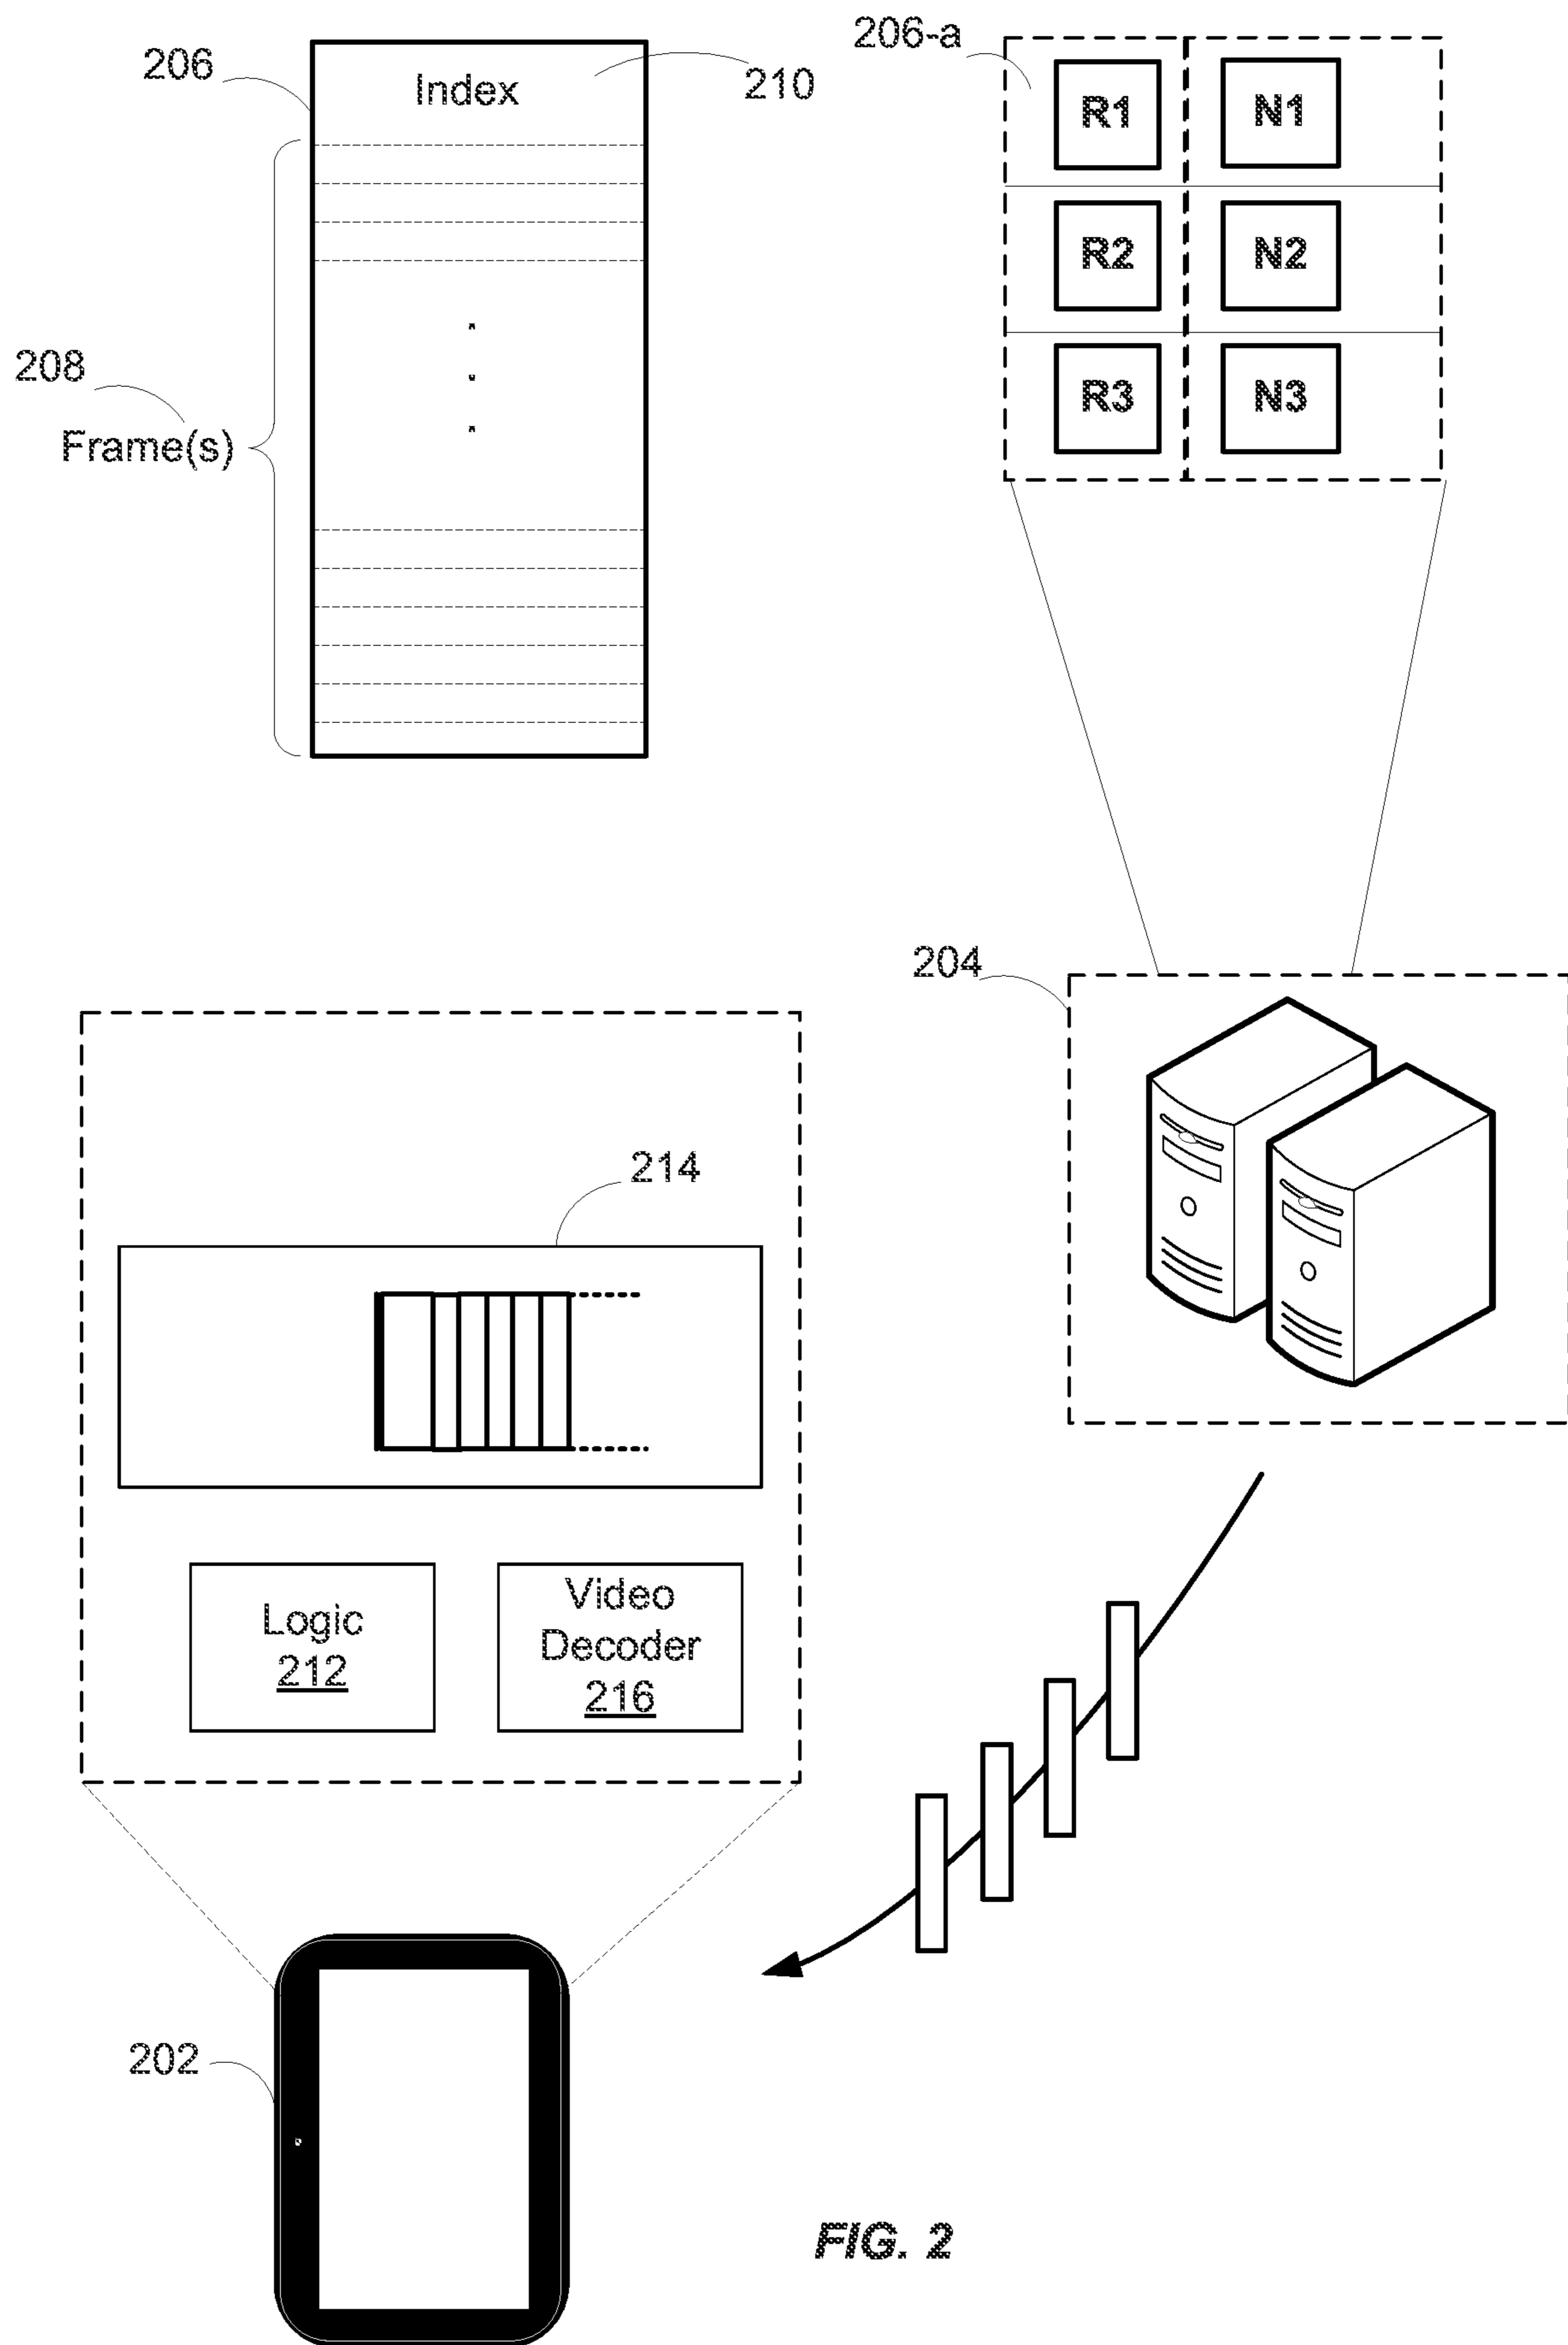 206
Index
210
208
Frame(s)
206-a
R1
N1
R2
N2
R3
N3
204
214
Logic
212
Video
Decoder
216
202
FIG. 2